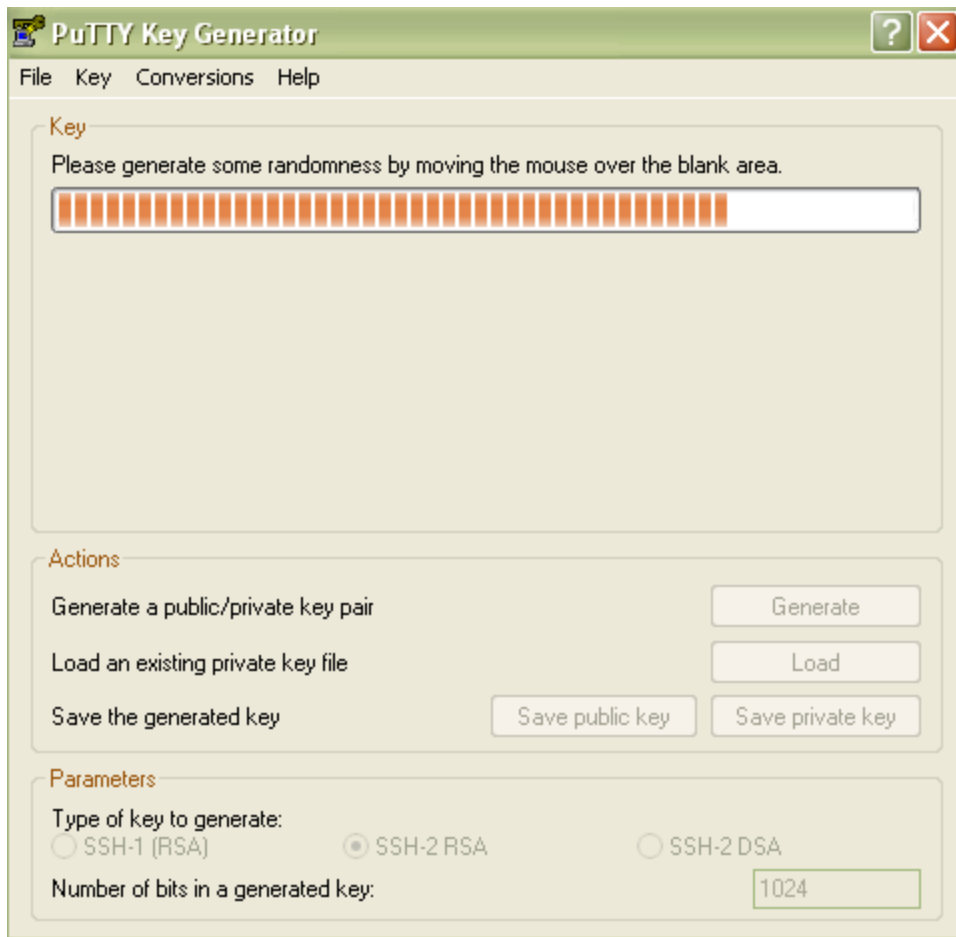 PuTTY Key Generator
File Key Conversions Help
Key
Please generate some randomness by moving the mouse over the blank area.
Actions
Generate a public/private key pair Generate
Load an existing private key file Load
Save the generated key Save public key Save private key
Parameters
Type of key to generate:
SSH-1 (RSA) SSH-2 RSA SSH-2 DSA
Number of bits in a generated key: 1024